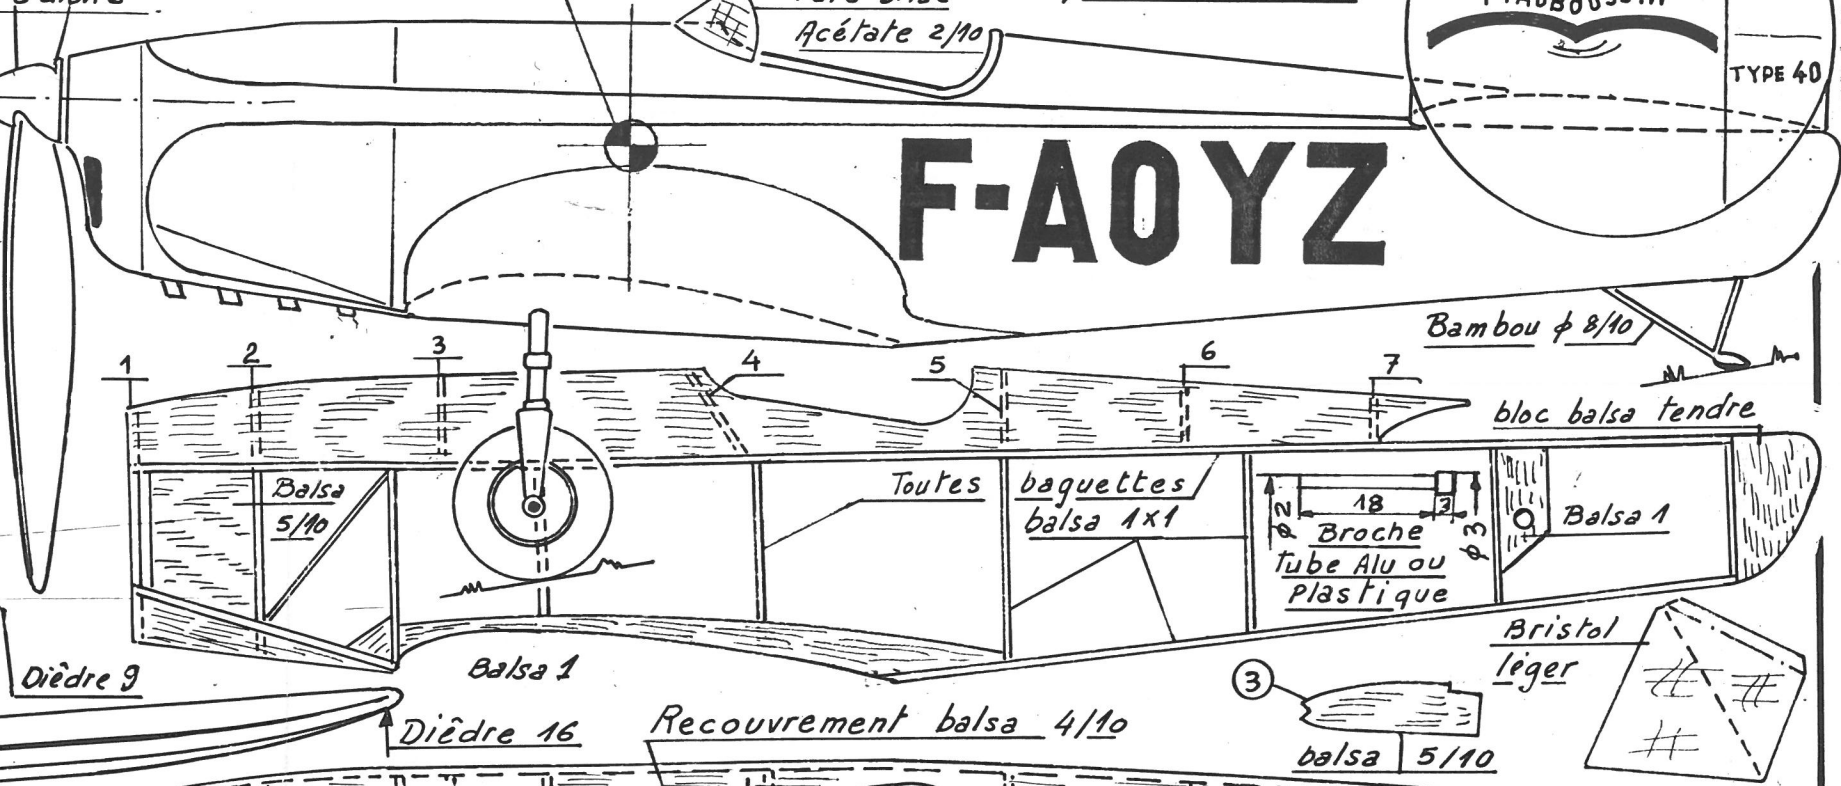 Acétate 2/10
TYPE 40
F-AOYZ
Bambou ϕ 8/10
1
2
3
4
5
6
7
bloc balsa tendre
Balsa
5/10
Toutes
baguettes
balsa 1x1
18
3
ϕ2
ϕ3
Broche
Tube Alu ou
Plastique
Balsa 1
Dièdre 9
Balsa 1
Bristol
léger
3
balsa 5/10
Diêdre 16
Recouvrement balsa 4/10